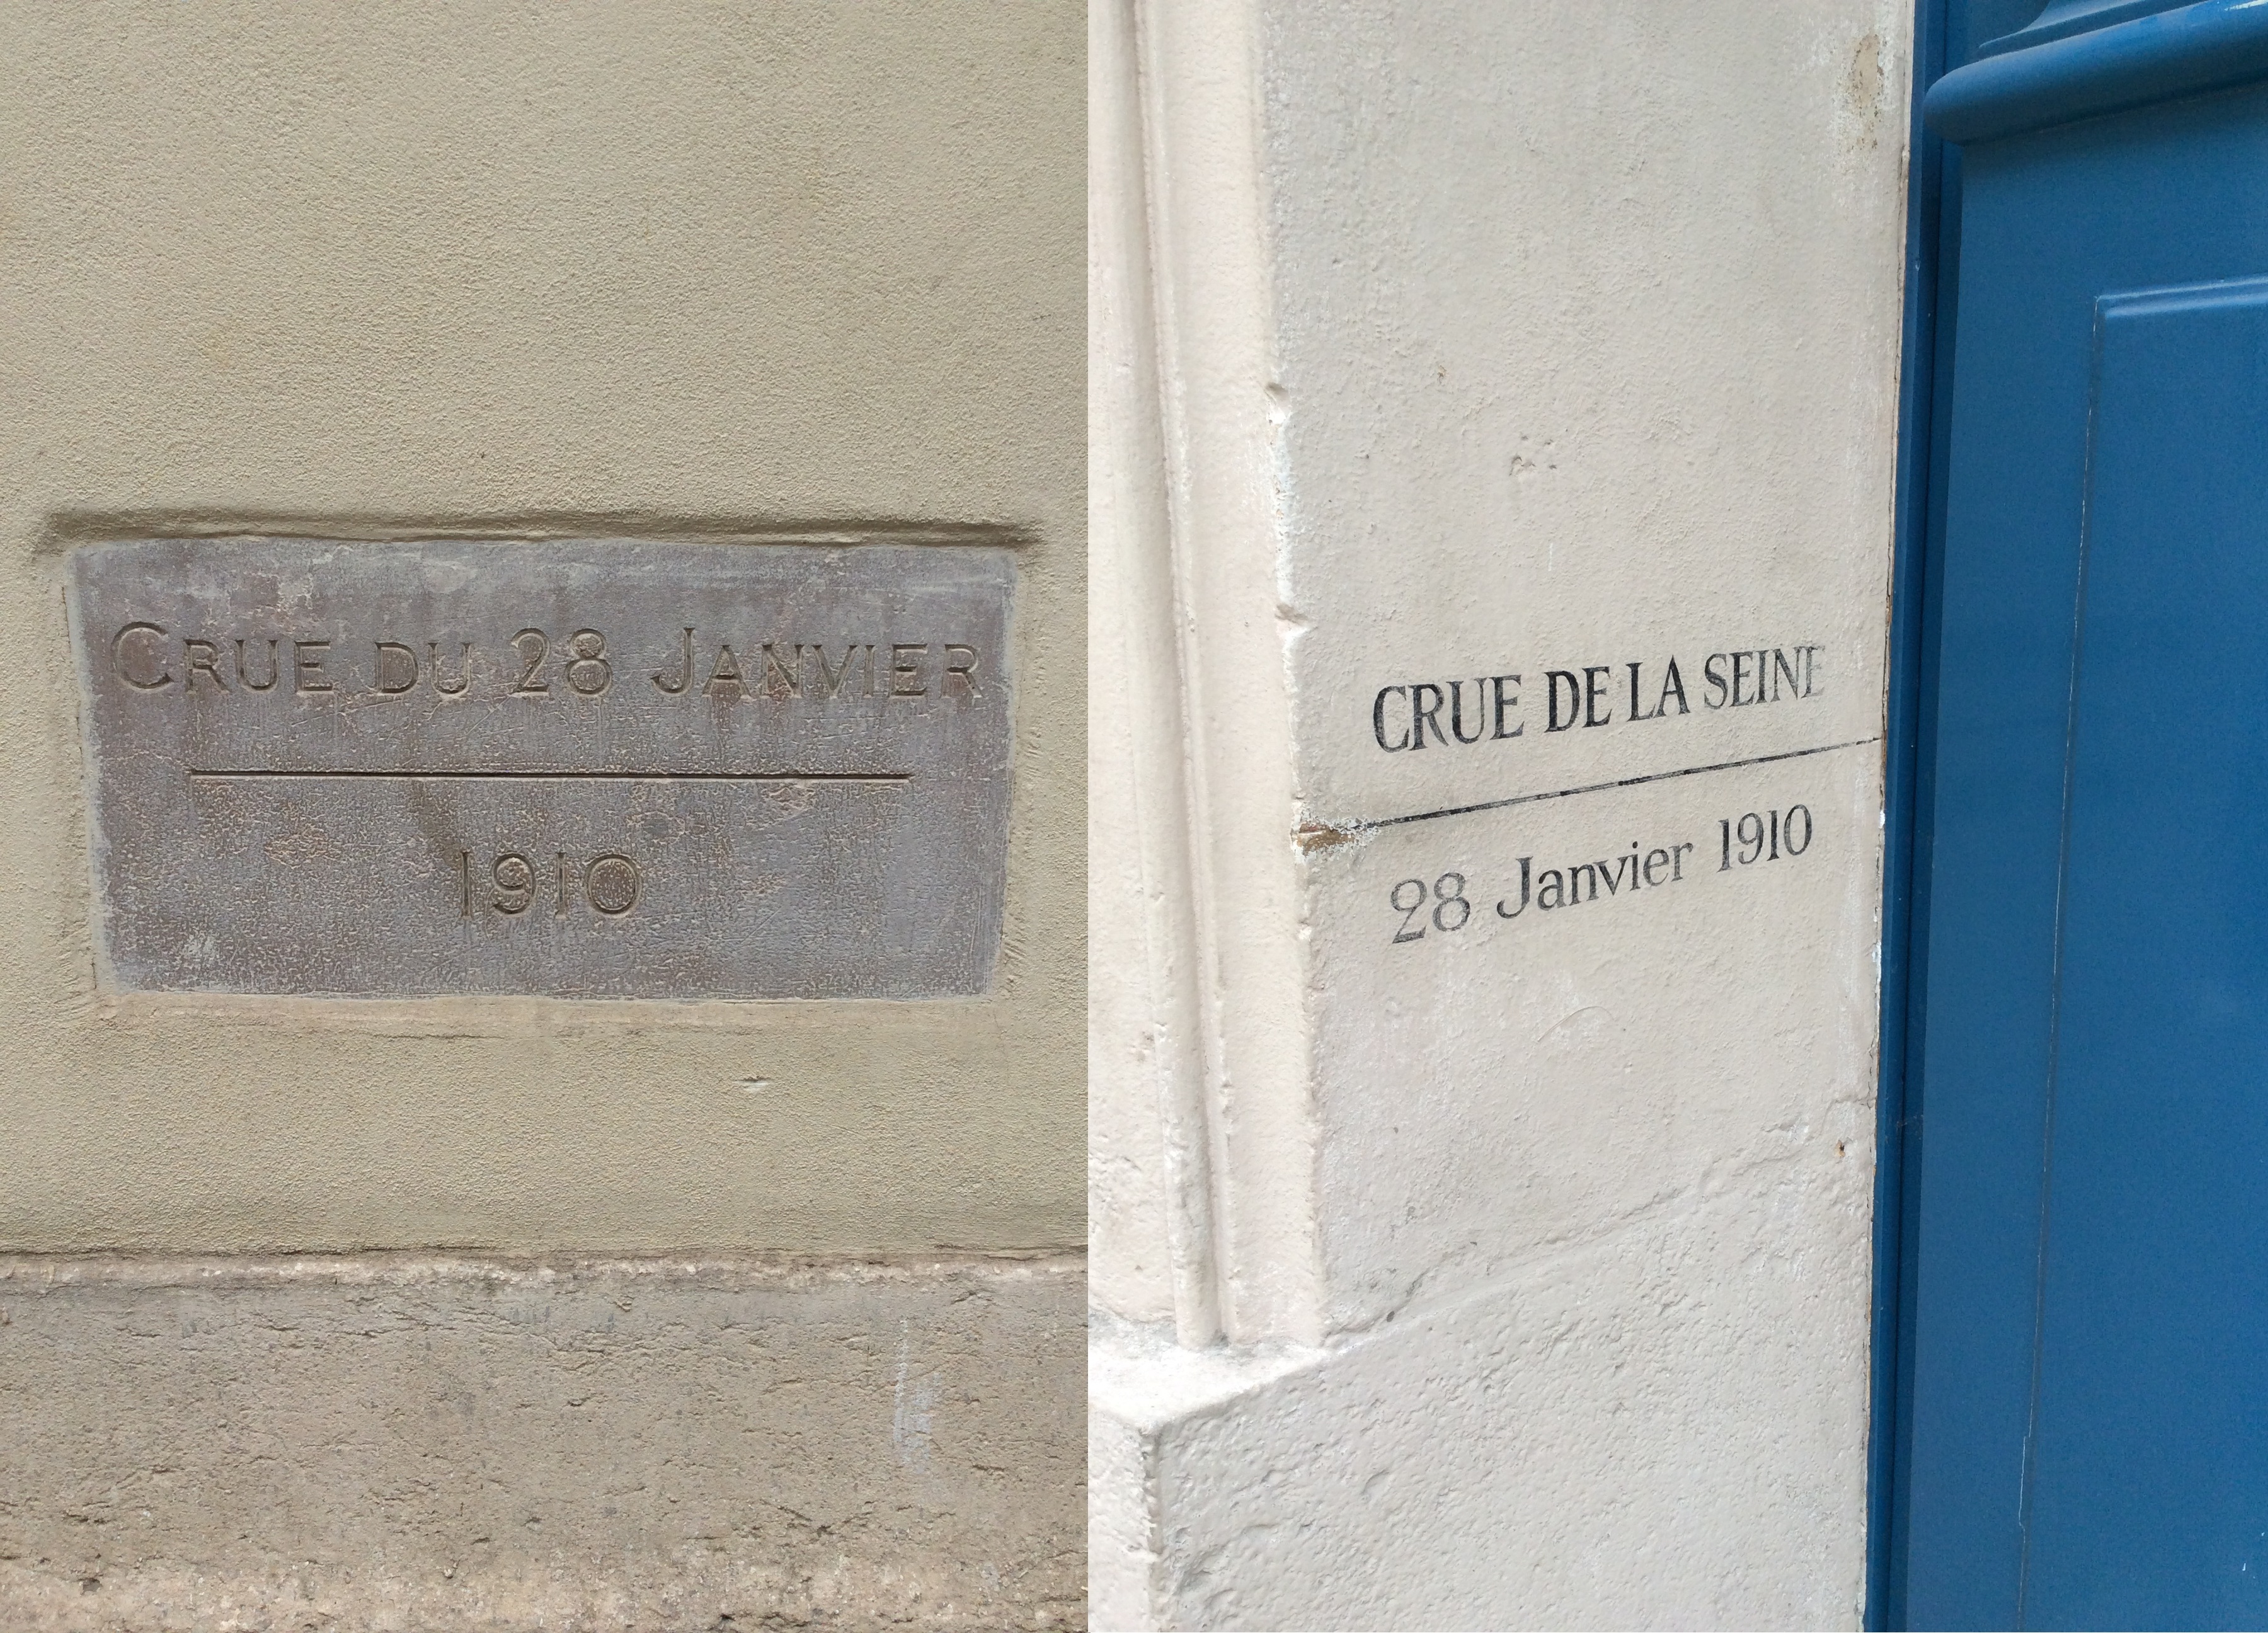 CRUE DU 28 JANVIER
1910
CRUE DE LA SEINE
28 Janvier 1910